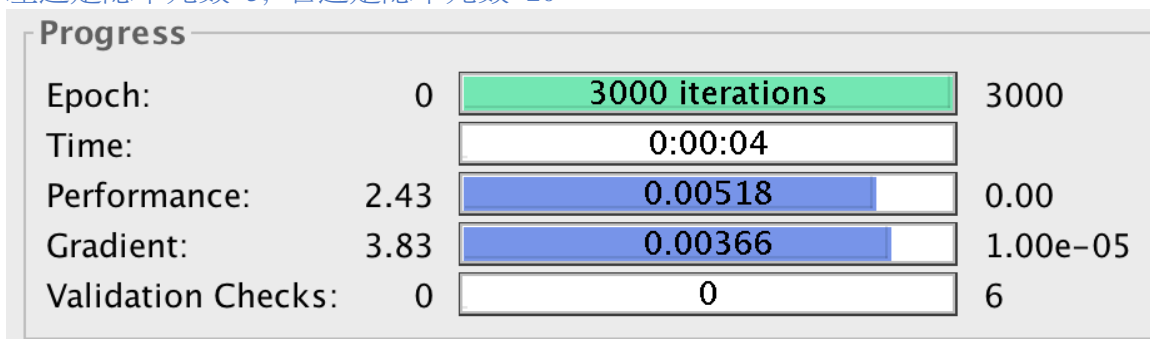 Progress
Epoch: 0 3000 iterations 3000
Time: 0:00:04
Performance: 2.43 0.00518 0.00
Gradient: 3.83 0.00366 1.00e-05
Validation Checks: 0 0 6